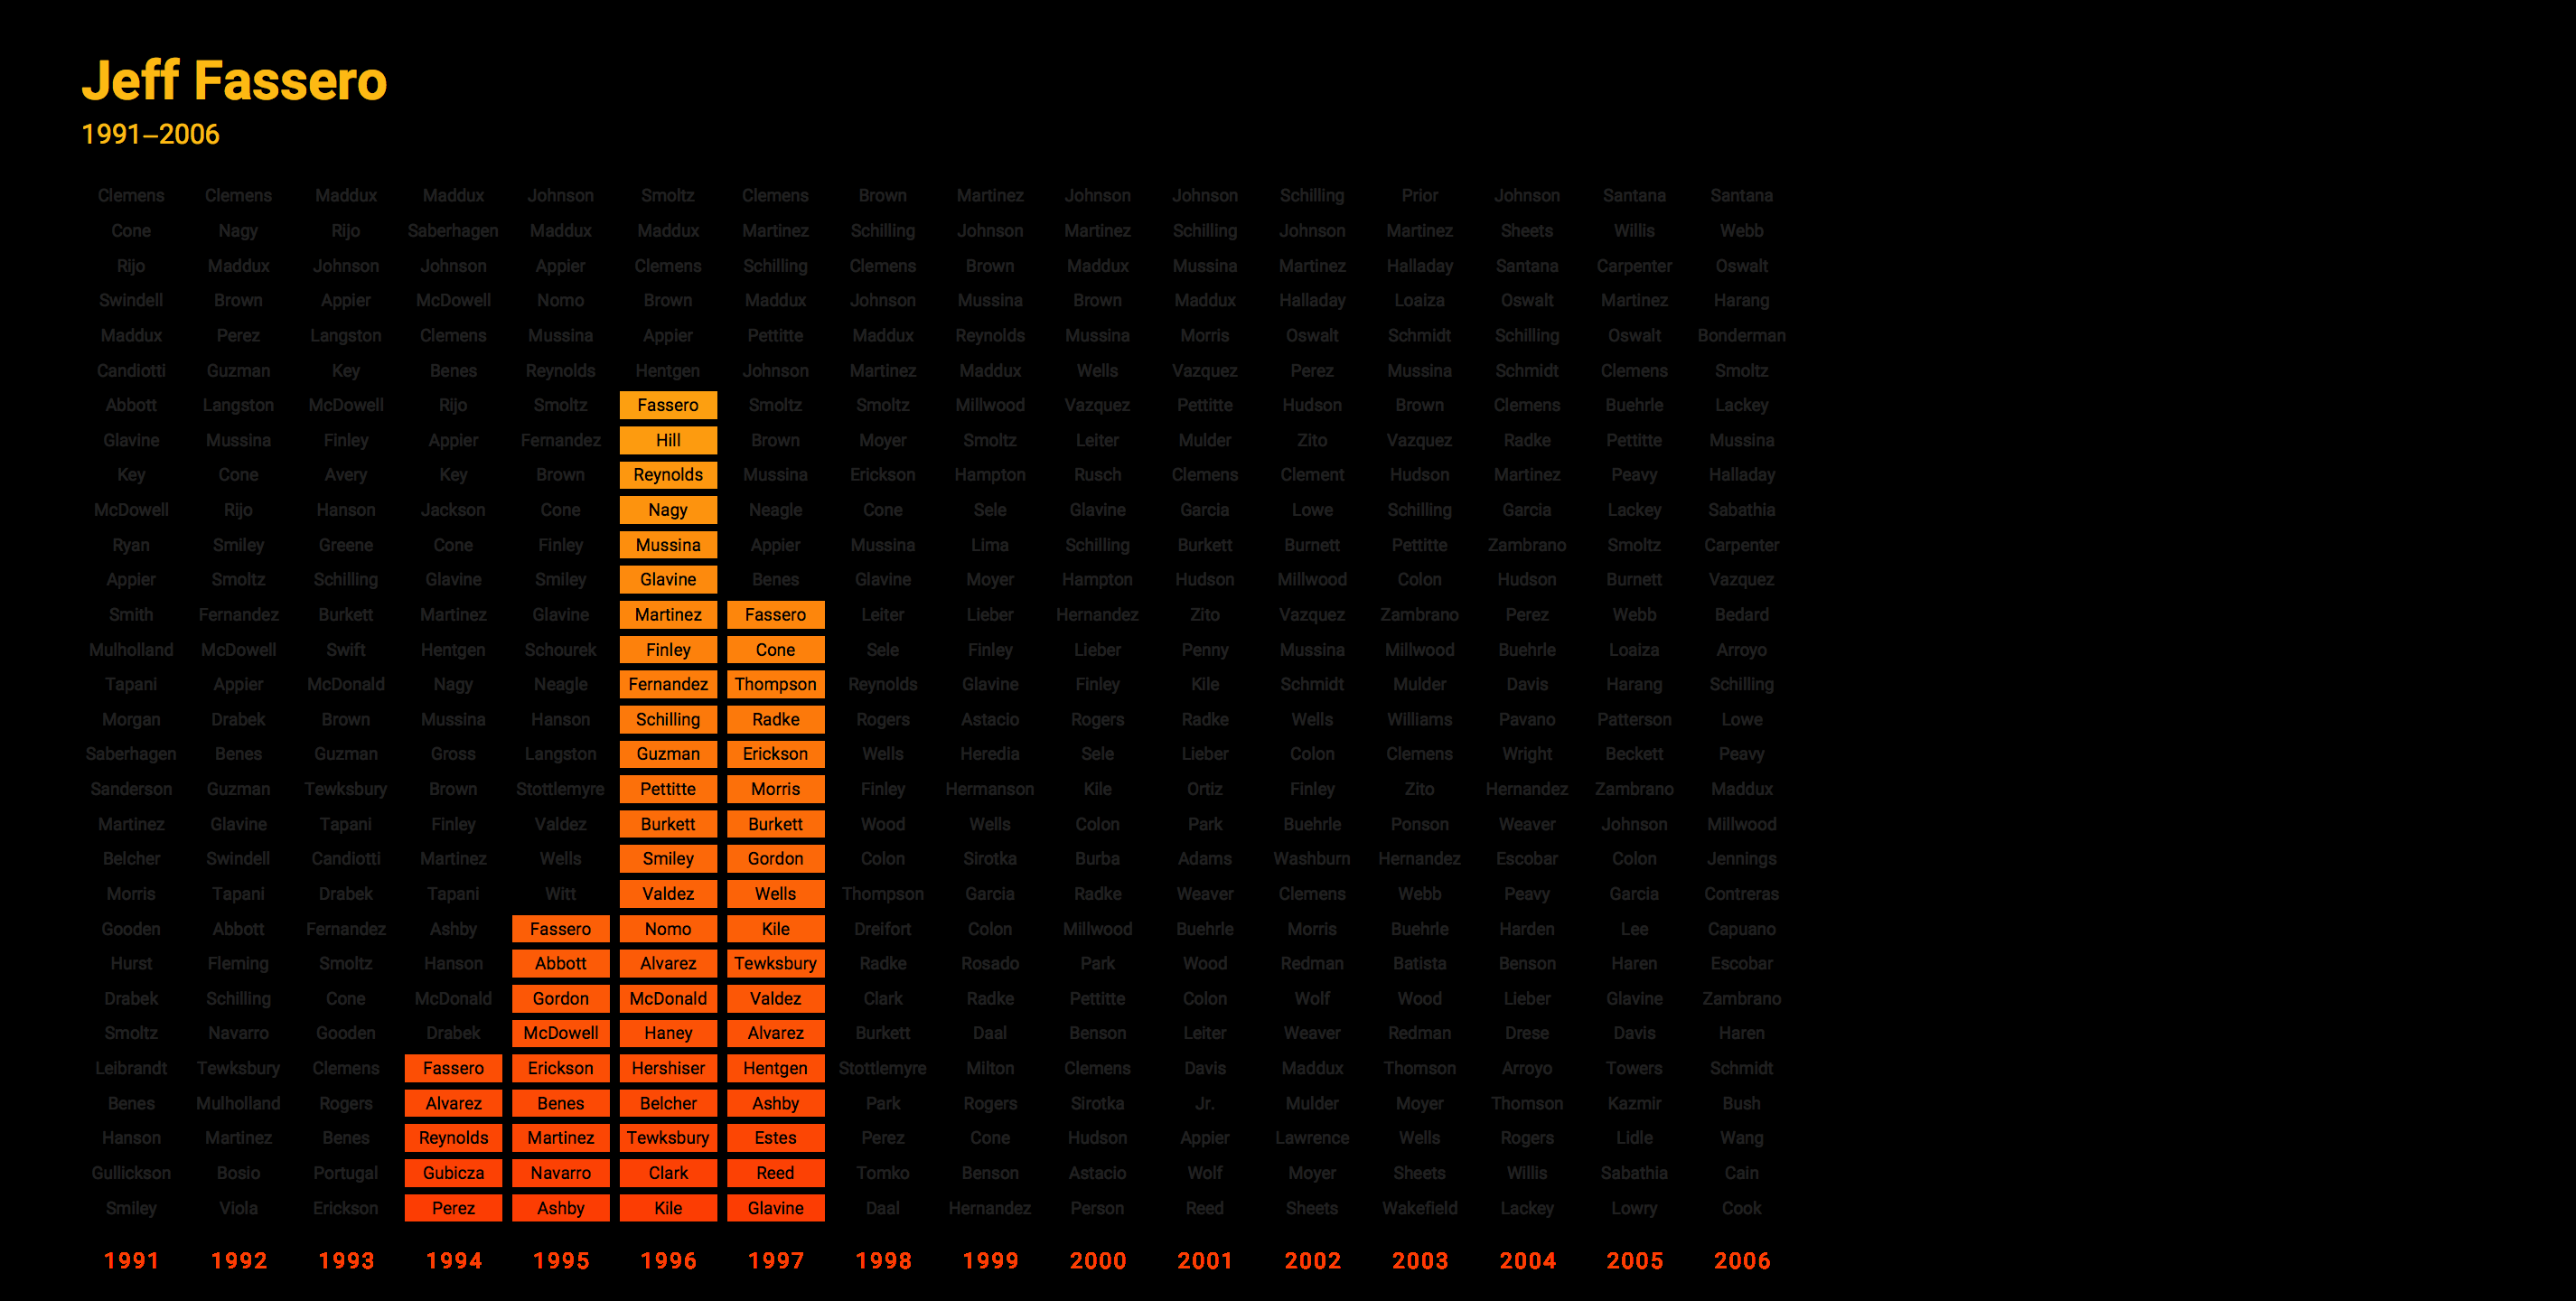 Jeff Fassero
1991–2006
Clemens Clemens Maddux Maddux Johnson Smoltz Clemens Brown Martinez Johnson Johnson Schilling Prior Johnson Santana Santana
Cone Nagy Rijo Saberhagen Maddux Maddux Martinez Schilling Johnson Martinez Schilling Johnson Martinez Sheets Willis Webb
Rijo Maddux Johnson Johnson Appier Clemens Schilling Clemens Brown Maddux Mussina Martinez Halladay Santana Carpenter Oswalt
Swindell Brown Appier McDowell Nomo Brown Maddux Johnson Mussina Brown Maddux Halladay Loaiza Oswalt Martinez Harang
Maddux Perez Langston Clemens Mussina Appier Pettitte Maddux Reynolds Mussina Morris Oswalt Schmidt Schilling Oswalt Bonderman
Candiotti Guzman Key Benes Reynolds Hentgen Johnson Martinez Maddux Wells Vazquez Perez Mussina Schmidt Clemens Smoltz
Abbott Langston McDowell Rijo Smoltz Fassero Smoltz Smoltz Millwood Vazquez Pettitte Hudson Brown Clemens Buehrle Lackey
Glavine Mussina Finley Appier Fernandez Hill Brown Moyer Smoltz Leiter Mulder Zito Vazquez Radke Pettitte Mussina
Key Cone Avery Key Brown Reynolds Mussina Erickson Hampton Rusch Clemens Clement Hudson Martinez Peavy Halladay
McDowell Rijo Hanson Jackson Cone Nagy Neagle Cone Sele Glavine Garcia Lowe Schilling Garcia Lackey Sabathia
Ryan Smiley Greene Cone Finley Mussina Appier Mussina Lima Schilling Burkett Burnett Pettitte Zambrano Smoltz Carpenter
Appier Smoltz Schilling Glavine Smiley Glavine Benes Glavine Moyer Hampton Hudson Millwood Colon Hudson Burnett Vazquez
Smith Fernandez Burkett Martinez Glavine Martinez Fassero Leiter Lieber Hernandez Zito Vazquez Zambrano Perez Webb Bedard
Mulholland McDowell Swift Hentgen Schourek Finley Cone Sele Finley Lieber Penny Mussina Millwood Buehrle Loaiza Arroyo
Tapani Appier McDonald Nagy Neagle Fernandez Thompson Reynolds Glavine Finley Kile Schmidt Mulder Davis Harang Schilling
Morgan Drabek Brown Mussina Hanson Schilling Radke Rogers Astacio Rogers Radke Wells Williams Pavano Patterson Lowe
Saberhagen Benes Guzman Gross Langston Guzman Erickson Wells Heredia Sele Lieber Colon Clemens Wright Beckett Peavy
Sanderson Guzman Tewksbury Brown Stottlemyre Pettitte Morris Finley Hermanson Kile Ortiz Finley Zito Hernandez Zambrano Maddux
Martinez Glavine Tapani Finley Valdez Burkett Burkett Wood Wells Colon Park Buehrle Ponson Weaver Johnson Millwood
Belcher Swindell Candiotti Martinez Wells Smiley Gordon Colon Sirotka Burba Adams Washburn Hernandez Escobar Colon Jennings
Morris Tapani Drabek Tapani Witt Valdez Wells Thompson Garcia Radke Weaver Clemens Webb Peavy Garcia Contreras
Gooden Abbott Fernandez Ashby Fassero Nomo Kile Dreifort Colon Millwood Buehrle Morris Buehrle Harden Lee Capuano
Hurst Fleming Smoltz Hanson Abbott Alvarez Tewksbury Radke Rosado Park Wood Redman Batista Benson Haren Escobar
Drabek Schilling Cone McDonald Gordon McDonald Valdez Clark Radke Pettitte Colon Wolf Wood Lieber Glavine Zambrano
Smoltz Navarro Gooden Drabek McDowell Haney Alvarez Burkett Daal Benson Leiter Weaver Redman Drese Davis Haren
Leibrandt Tewksbury Clemens Fassero Erickson Hershiser Hentgen Stottlemyre Milton Clemens Davis Maddux Thomson Arroyo Towers Schmidt
Benes Mulholland Rogers Alvarez Benes Belcher Ashby Park Rogers Sirotka Jr. Mulder Moyer Thomson Kazmir Bush
Hanson Martinez Benes Reynolds Martinez Tewksbury Estes Perez Cone Hudson Appier Lawrence Wells Rogers Lidle Wang
Gullickson Bosio Portugal Gubicza Navarro Clark Reed Tomko Benson Astacio Wolf Moyer Sheets Willis Sabathia Cain
Smiley Viola Erickson Perez Ashby Kile Glavine Daal Hernandez Person Reed Sheets Wakefield Lackey Lowry Cook
1991 1992 1993 1994 1995 1996 1997 1998 1999 2000 2001 2002 2003 2004 2005 2006